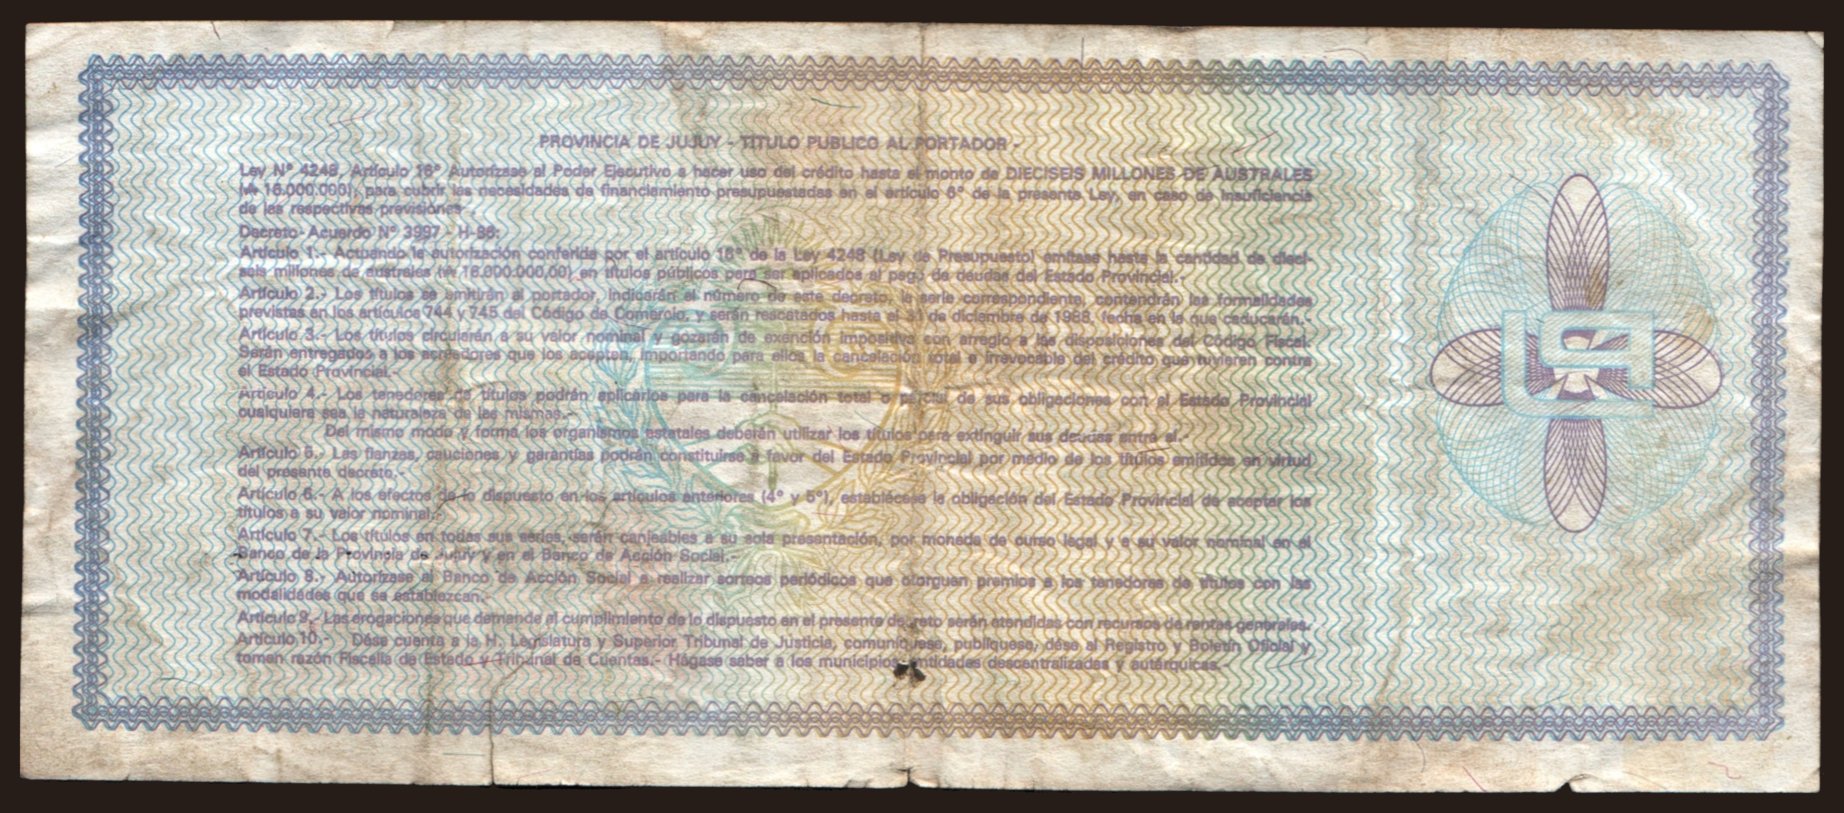 PROVINCIA DE JUJUY - TITULO PUBLICO AL PORTADOR -
Ley Nº 4248, Artículo 16º Autorízase al Poder Ejecutivo a hacer uso del crédito hasta el monto de DIECISEIS MILLONES DE AUSTRALES
(₳ 16.000.000), para cubrir las necesidades de financiamiento presupuestadas en el artículo 6º de la presente Ley, en caso de insuficiencia
de las respectivas previsiones
Decreto-Acuerdo Nº 3997 - H-86:
Artículo 1.- Actuando la autorización conferida por el artículo 16º de la Ley 4248 (Ley de Presupuesto) emítase hasta la cantidad de dieci-
seis millones de australes (₳ 16.000.000,00) en títulos públicos para ser aplicados al pago de deudas del Estado Provincial.-
Artículo 2.- Los títulos se emitirán al portador, indicarán el número de este decreto, la serie correspondiente, contendrán las formalidades
previstas en los artículos 744 y 745 del Código de Comercio, y serán rescatados hasta el 31 de diciembre de 1988, fecha en la que caducarán.-
Artículo 3.- Los títulos circularán a su valor nominal y gozarán de exención impositiva con arreglo a las disposiciones del Código Fiscal.
Serán entregados a los acreedores que los acepten, importando para ellos la cancelación total e irrevocable del crédito que tuvieren contra
el Estado Provincial.-
Artículo 4.- Los tenedores de títulos podrán aplicarlos para la cancelación total o parcial de sus obligaciones con el Estado Provincial
cualquiera sea la naturaleza de las mismas.-
Del mismo modo y forma los organismos estatales deberán utilizar los títulos para extinguir sus deudas entre sí.-
Artículo 5.- Las fianzas, cauciones y garantías podrán constituirse a favor del Estado Provincial por medio de los títulos emitidos en virtud
del presente decreto.-
Artículo 6.- A los efectos de lo dispuesto en los artículos anteriores (4º y 5º), establécese la obligación del Estado Provincial de aceptar los
títulos a su valor nominal.-
Artículo 7.- Los títulos en todas sus series, serán canjeables a su sola presentación, por moneda de curso legal y a su valor nominal en el
Banco de la Provincia de Jujuy y en el Banco de Acción Social.-
Artículo 8.- Autorízase al Banco de Acción Social a realizar sorteos periódicos que otorguen premios a los tenedores de títulos con las
modalidades que se establezcan.-
Artículo 9.- Las erogaciones que demande el cumplimiento de lo dispuesto en el presente decreto serán atendidas con recursos de rentas generales.
Artículo 10.- Dése cuenta a la H. Legislatura y Superior Tribunal de Justicia, comuníquese, publíquese, dése al Registro y Boletín Oficial y
tomen razón Fiscalía de Estado y Tribunal de Cuentas.- Hágase saber a los municipios entidades descentralizadas y autárquicas.-